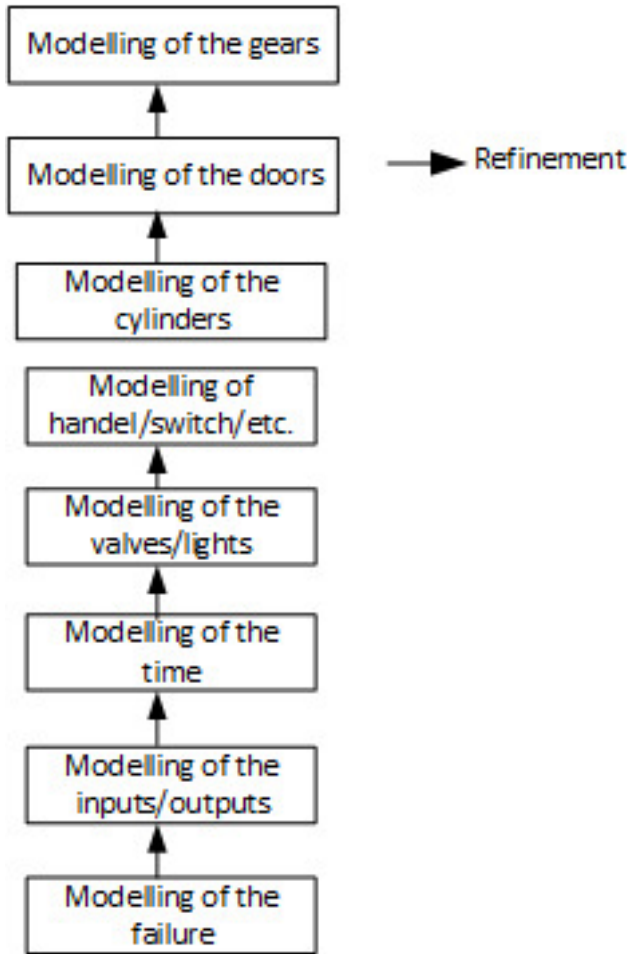 Modelling of the gears
Modelling of the doors
Refinement
Modelling of the
cylinders
Modelling of
handel/switch/etc.
Modelling of the
valves/lights
Modelling of the
time
Modelling of the
inputs/outputs
Modelling of the
failure